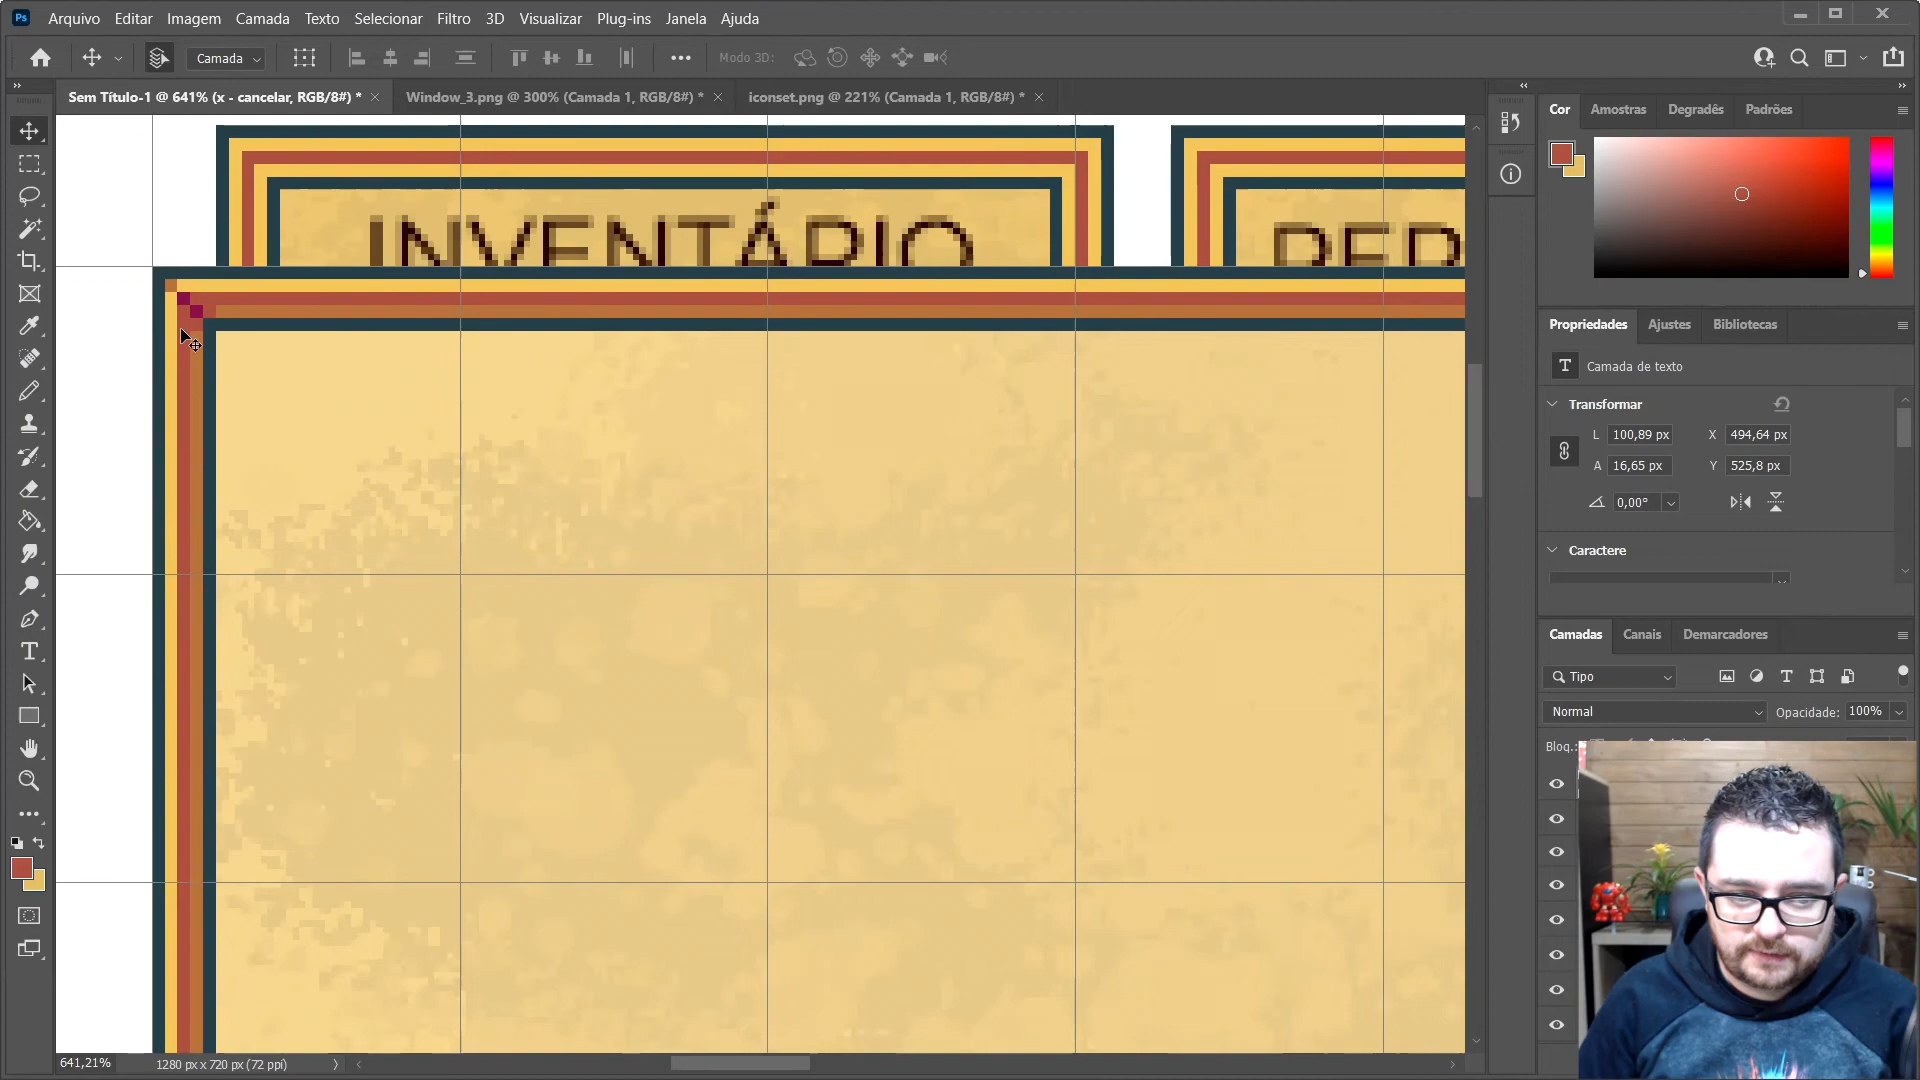 Ps Arquivo Editar Imagem Camada Texto Selecionar Filtro 3D Visualizar Plug-ins Janela Ajuda
Camada Modo 3D:
Sem Título-1 @ 641% (x - cancelar, RGB/8#) * Window_3.png @ 300% (Camada 1, RGB/8#) * iconset.png @ 221% (Camada 1, RGB/8#) *
INVENTÁRIO
Cor Amostras Degradês Padrões
Propriedades Ajustes Bibliotecas
T Camada de texto
Transformar
L 100,89 px X 494,64 px
A 16,65 px Y 525,8 px
0,00°
Caractere
Camadas Canais Demarcadores
Tipo
Normal Opacidade: 100%
Bloq.:
641,21% 1280 px x 720 px (72 ppi)